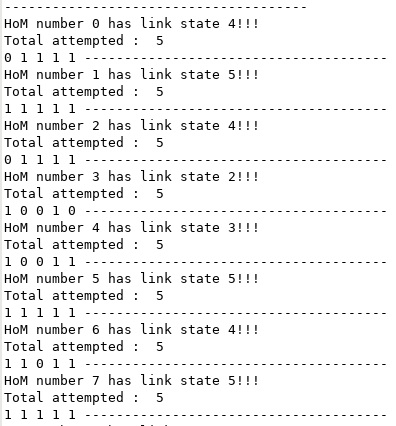 ---------------------------------------
HoM number 0 has link state 4!!!
Total attempted :  5
0 1 1 1 1 ---------------------------------------
HoM number 1 has link state 5!!!
Total attempted :  5
1 1 1 1 1 ---------------------------------------
HoM number 2 has link state 4!!!
Total attempted :  5
0 1 1 1 1 ---------------------------------------
HoM number 3 has link state 2!!!
Total attempted :  5
1 0 0 1 0 ---------------------------------------
HoM number 4 has link state 3!!!
Total attempted :  5
1 0 0 1 1 ---------------------------------------
HoM number 5 has link state 5!!!
Total attempted :  5
1 1 1 1 1 ---------------------------------------
HoM number 6 has link state 4!!!
Total attempted :  5
1 1 0 1 1 ---------------------------------------
HoM number 7 has link state 5!!!
Total attempted :  5
1 1 1 1 1 ---------------------------------------